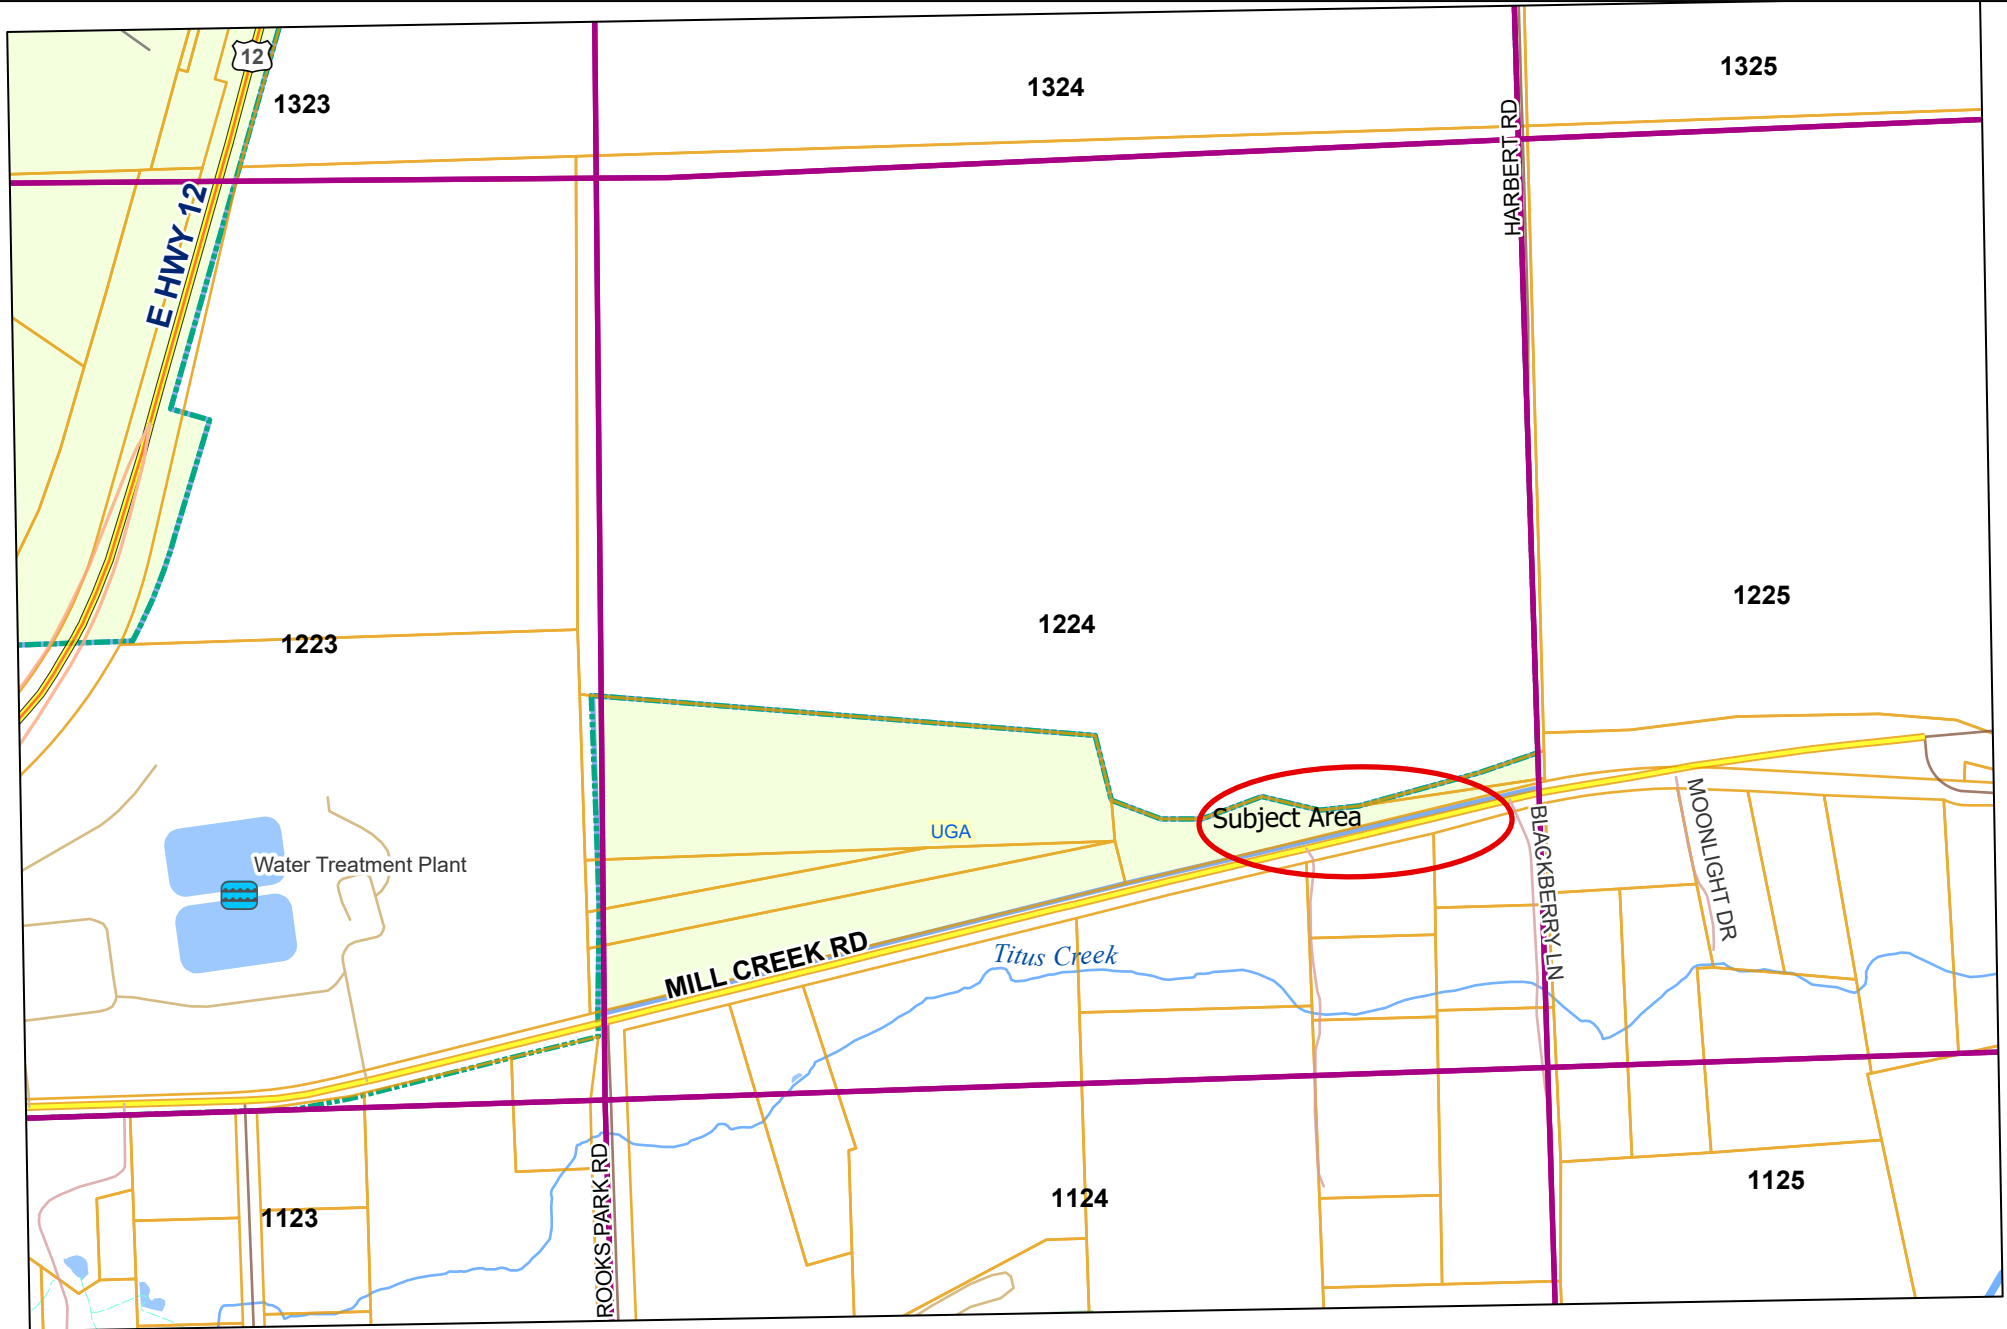 12
1323
1324
1325
HARBERT RD
E HWY 12
1223
1224
1225
UGA
Subject Area
Water Treatment Plant
MOONLIGHT DR
BLACKBERRY LN
MILL CREEK RD
Titus Creek
ROOKS PARK RD
1123
1124
1125